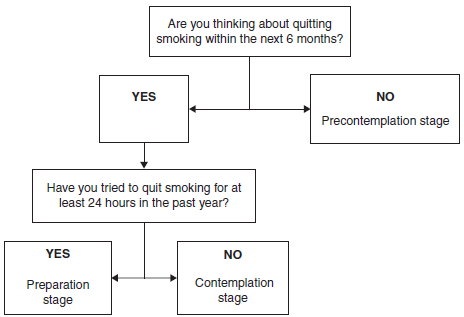 Are you thinking about quitting
smoking within the next 6 months?
YES
NO
Precontemplation stage
Have you tried to quit smoking for at
least 24 hours in the past year?
YES
Preparation
stage
NO
Contemplation
stage